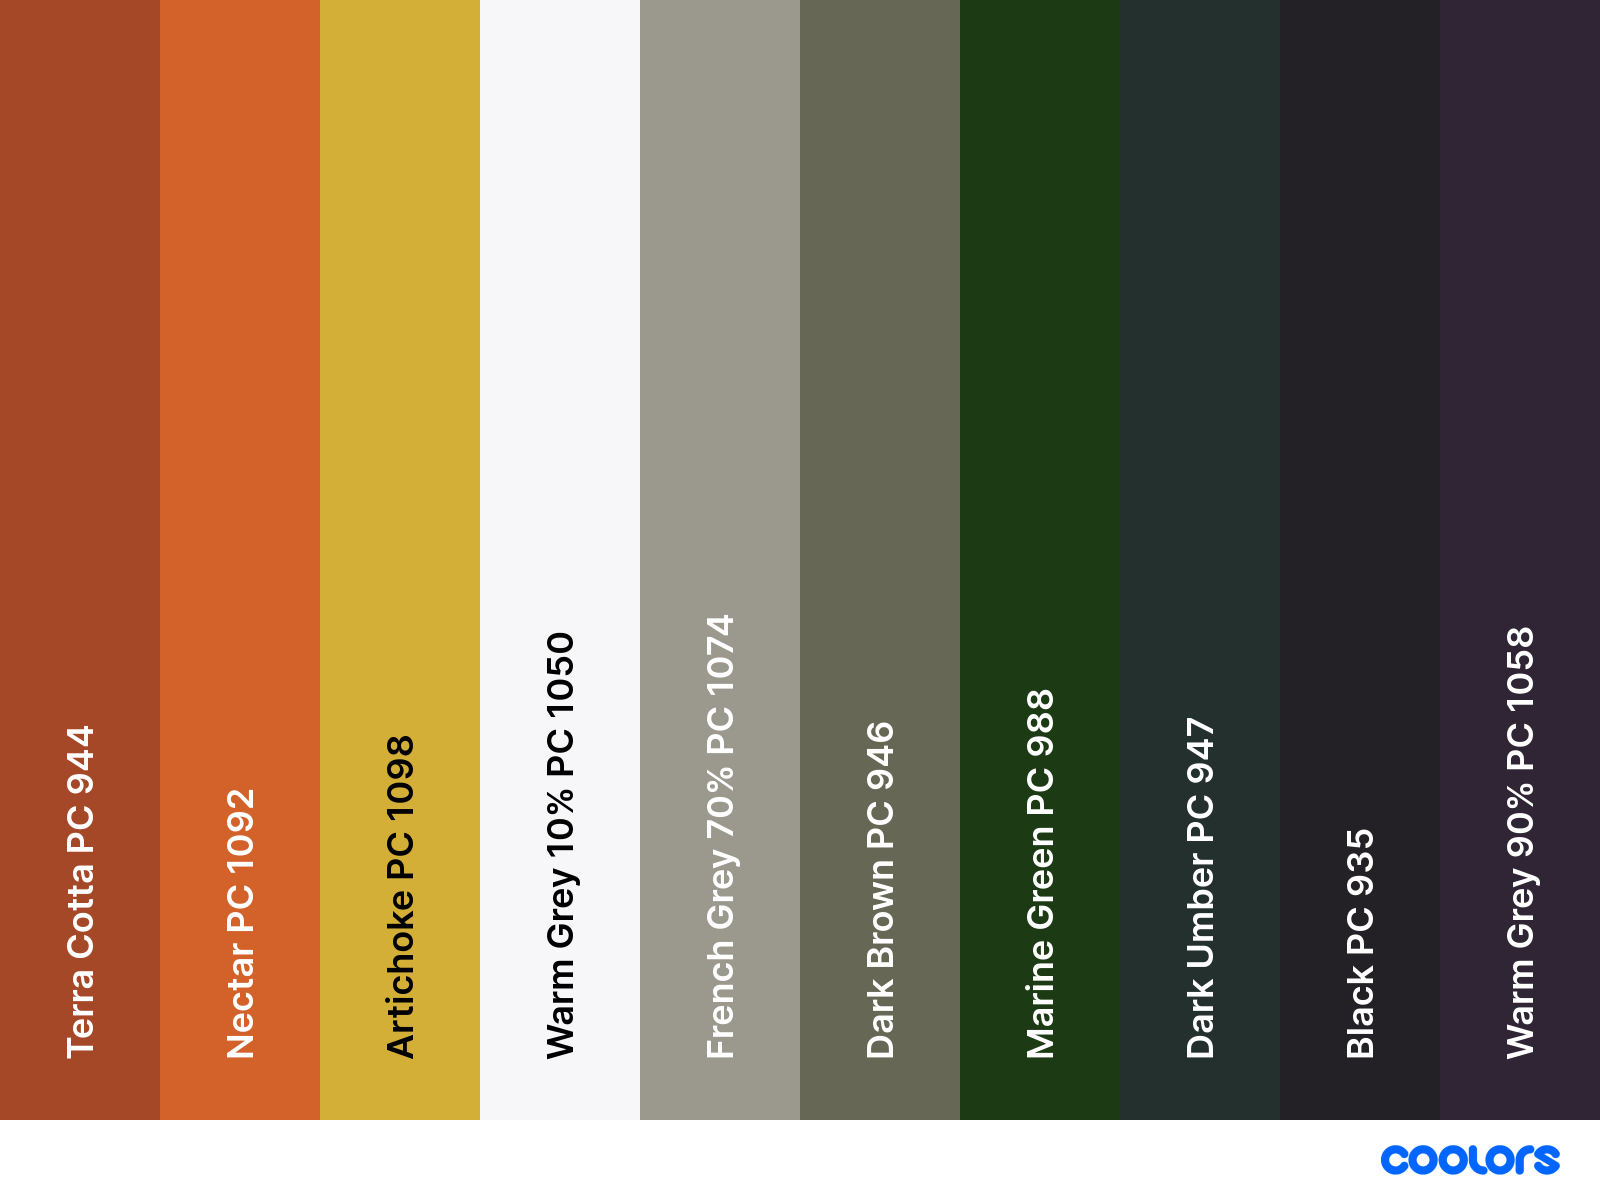 Terra Cotta PC 944
Nectar PC 1092
Artichoke PC 1098
Warm Grey 10% PC 1050
French Grey 70% PC 1074
Dark Brown PC 946
Marine Green PC 988
Dark Umber PC 947
Black PC 935
Warm Grey 90% PC 1058
coolors